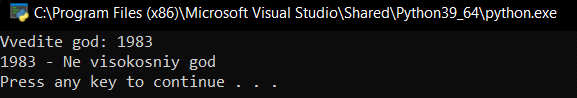 C:\Program Files (x86)\Microsoft Visual Studio\Shared\Python39_64\python.exe
Vvedite god: 1983
1983 - Ne visokosniy god
Press any key to continue . . .